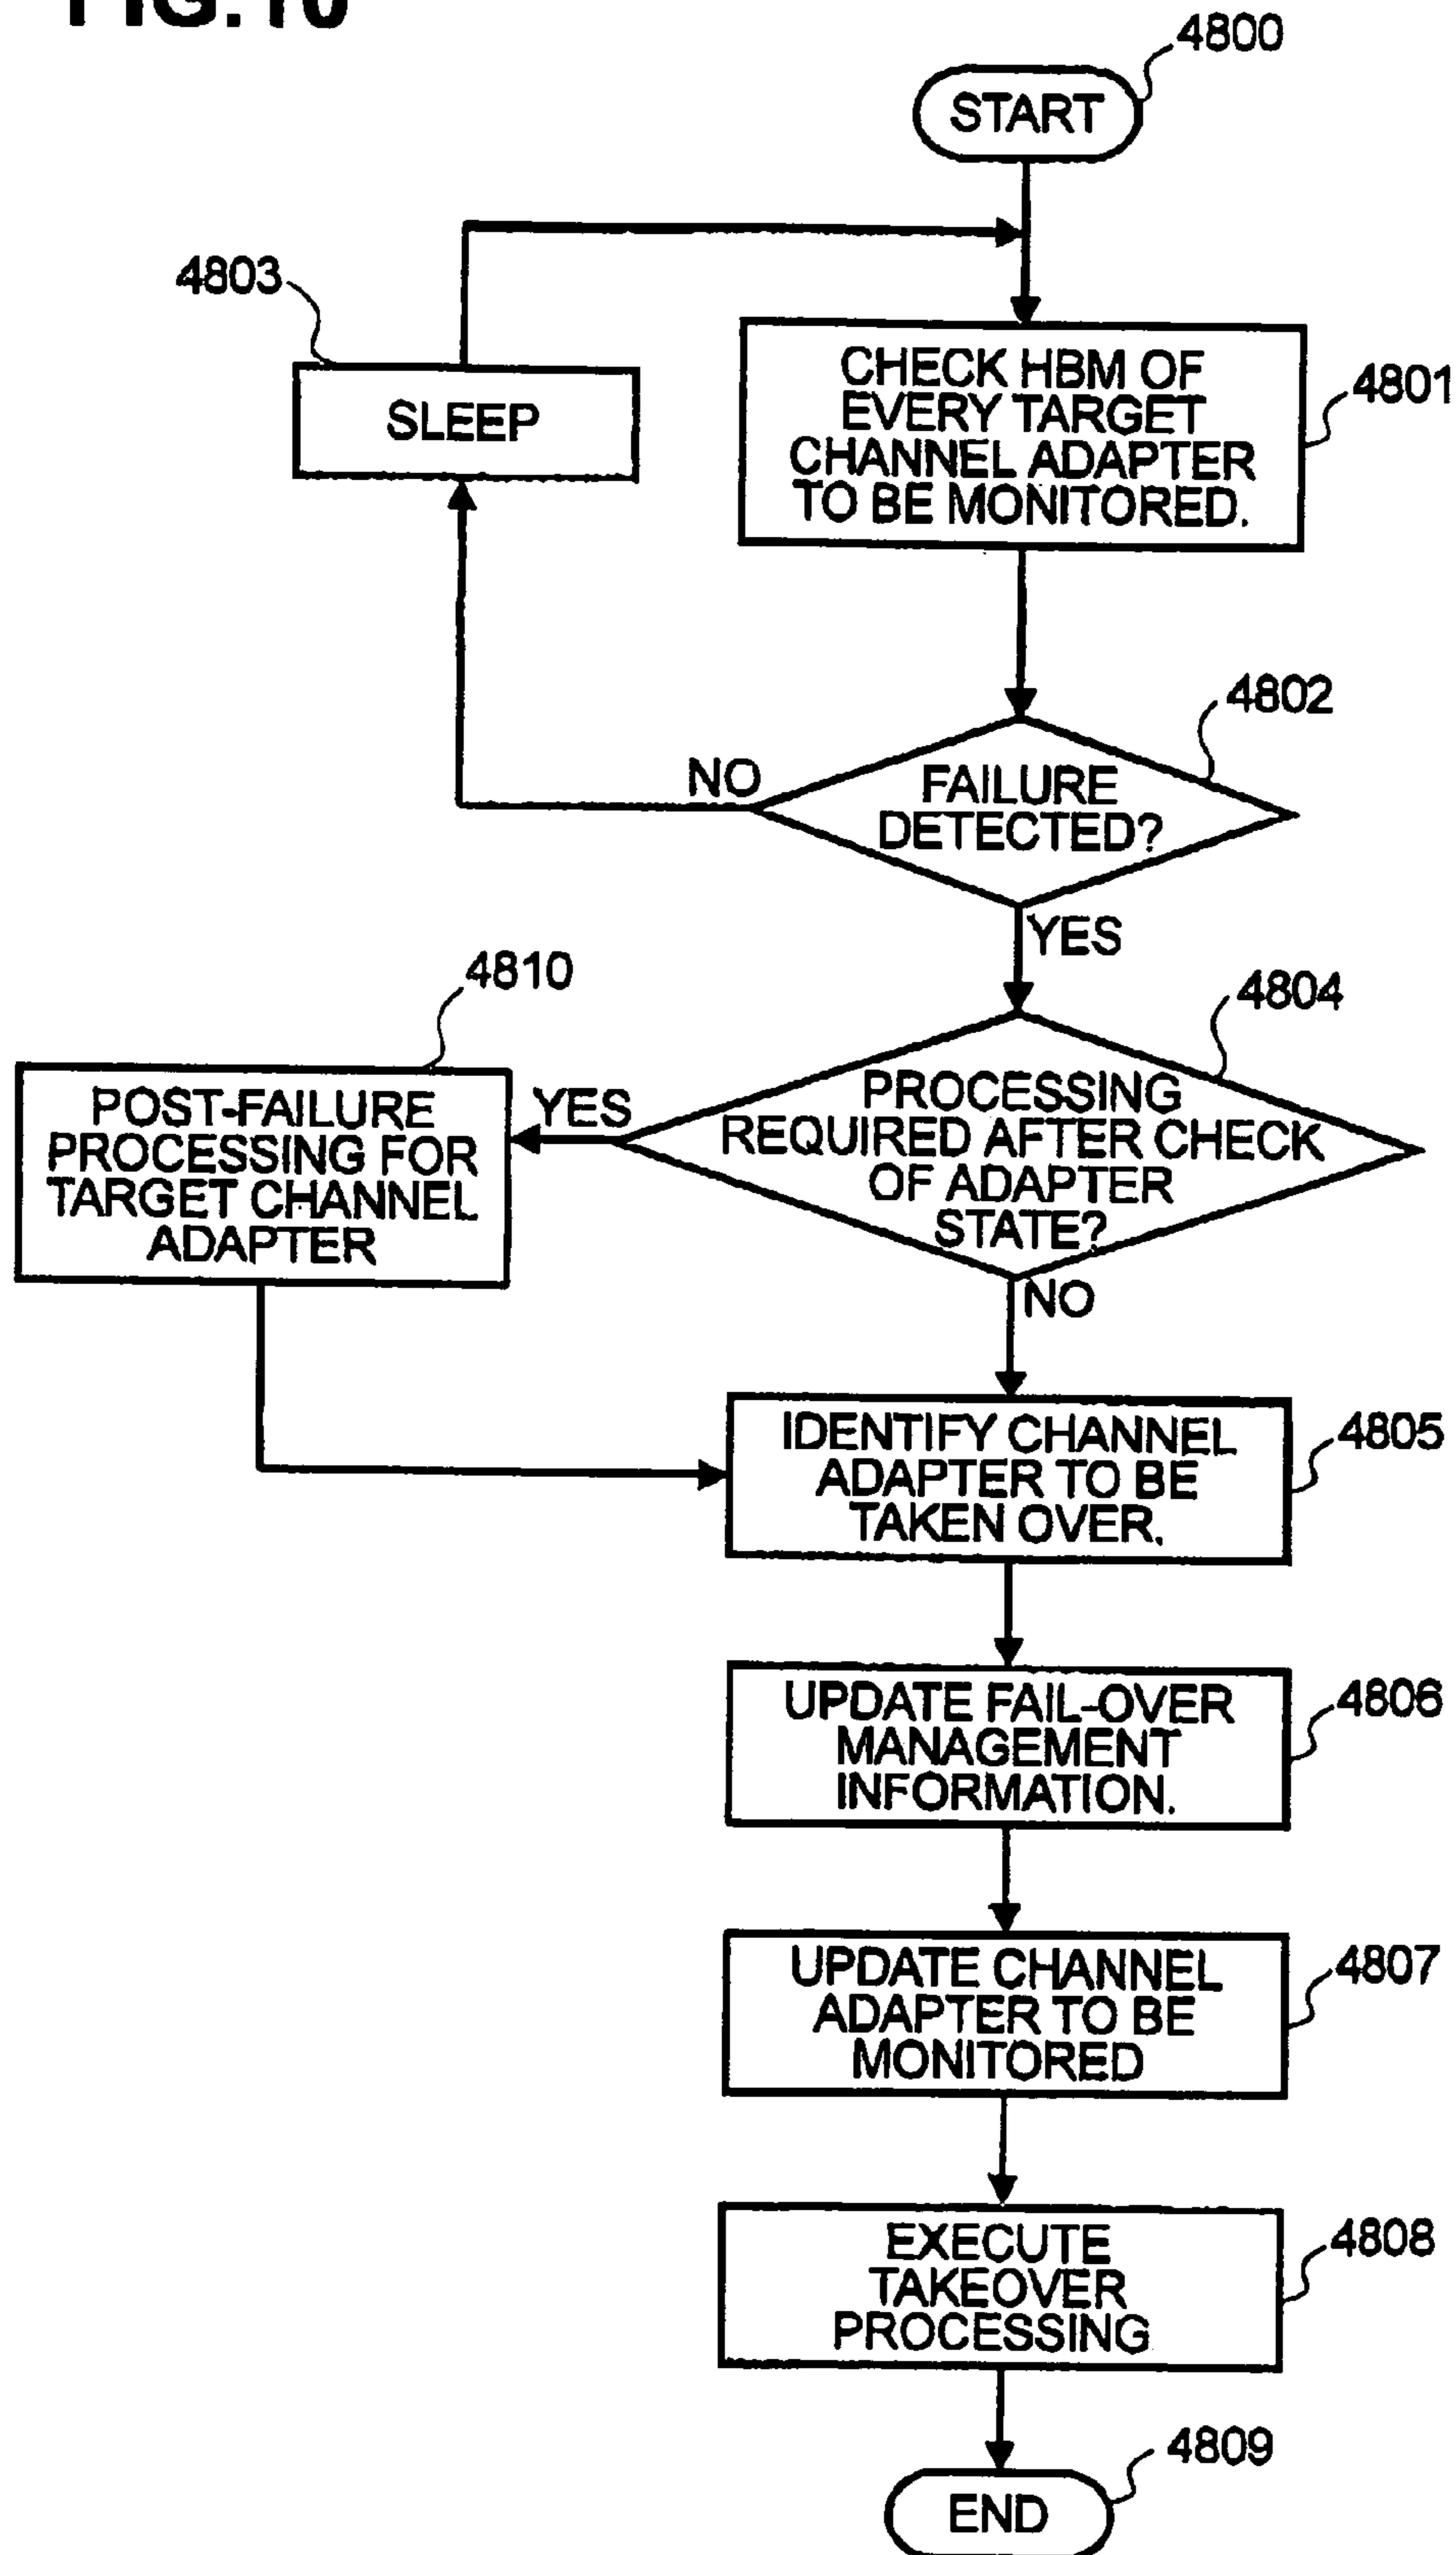 FIG.10
4800
START
4803
SLEEP
CHECK HBM OF
EVERY TARGET
CHANNEL ADAPTER
TO BE MONITORED.
4801
4802
NO
FAILURE
DETECTED?
YES
4810
4804
POST-FAILURE
PROCESSING FOR
TARGET CHANNEL
ADAPTER
YES
PROCESSING
REQUIRED AFTER CHECK
OF ADAPTER
STATE?
NO
IDENTIFY CHANNEL
ADAPTER TO BE
TAKEN OVER.
4805
UPDATE FAIL-OVER
MANAGEMENT
INFORMATION.
4806
UPDATE CHANNEL
ADAPTER TO BE
MONITORED
4807
EXECUTE
TAKEOVER
PROCESSING
4808
4809
END